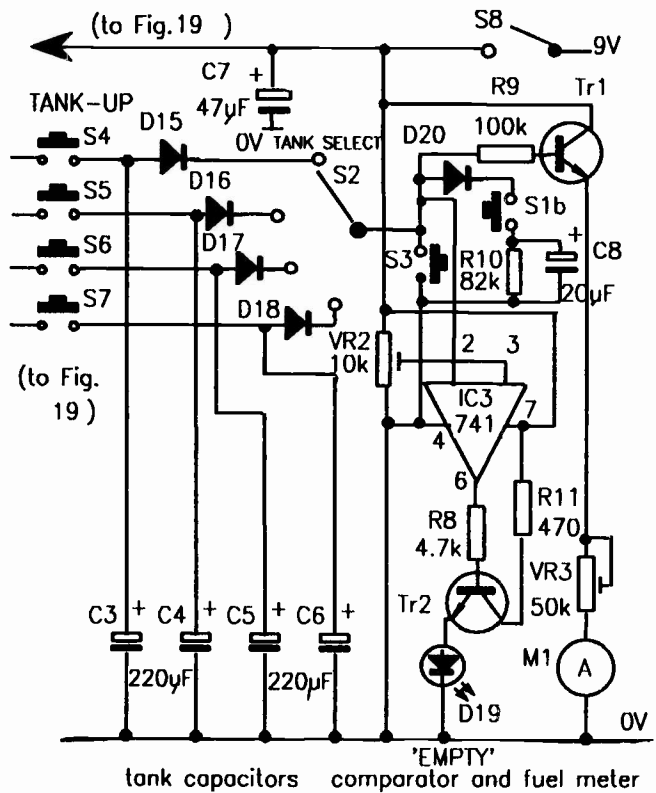 (to Fig.19 )
S8
9V
C7 +
47µF
0V
TANK-UP
S4
D15
TANK SELECT
S2
R9
Tr1
100k
D20
S5
D16
S1b
S6
D17
S3
R10
82k
+
C8
20µF
S7
D18
VR2
10k
2
3
(to Fig.
19 )
IC3
741
4
7
6
R8
4.7k
R11
470
Tr2
VR3
50k
C3 +
C4 +
C5 +
C6 +
220µF
220µF
M1
A
D19
0V
'EMPTY'
tank capacitors
comparator and fuel meter